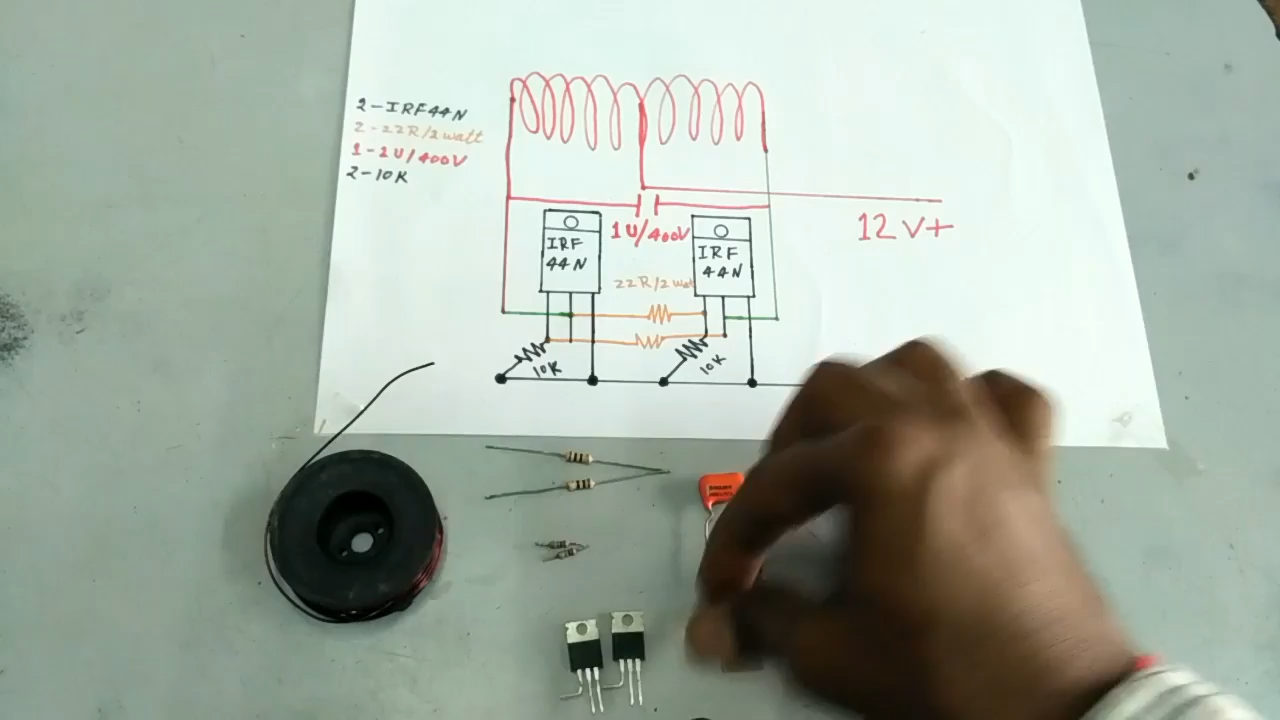 2-IRF44N
2-22R/2watt
1-1U/400V
2-10K
12V+
1U/400V
IRF
44N
IRF
44N
22R/2wat
10K
10K